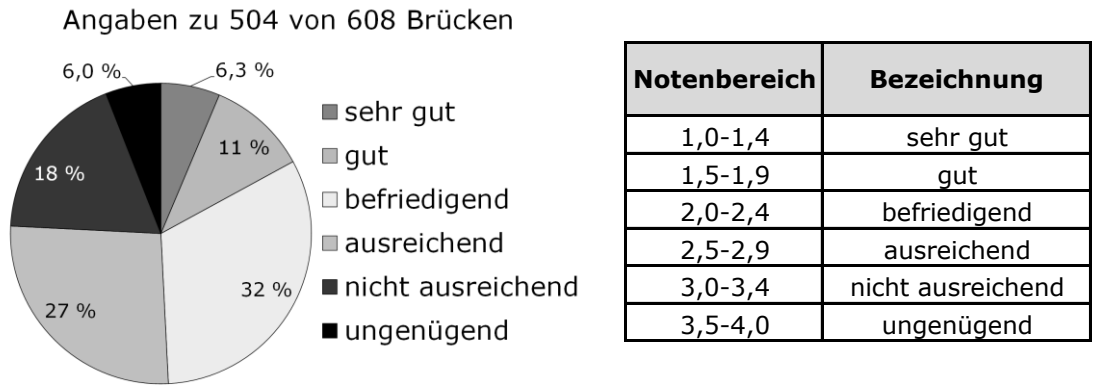 Angaben zu 504 von 608 Brücken
6,0 %
6,3 %
11 %
18 %
32 %
27 %
sehr gut
gut
befriedigend
ausreichend
nicht ausreichend
ungenügend
Notenbereich Bezeichnung
1,0-1,4 sehr gut
1,5-1,9 gut
2,0-2,4 befriedigend
2,5-2,9 ausreichend
3,0-3,4 nicht ausreichend
3,5-4,0 ungenügend